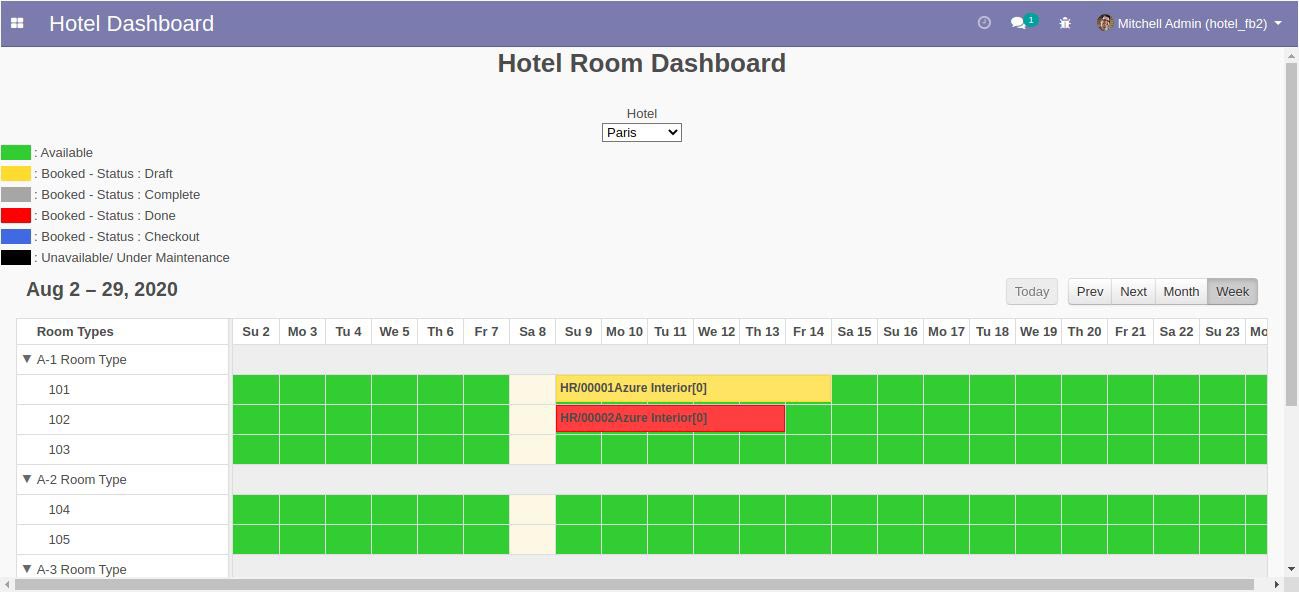 Hotel Dashboard 1 Mitchell Admin (hotel_fb2)
Hotel Room Dashboard
Hotel
Paris
: Available
: Booked - Status : Draft
: Booked - Status : Complete
: Booked - Status : Done
: Booked - Status : Checkout
: Unavailable/ Under Maintenance
Aug 2 – 29, 2020 Today Prev Next Month Week
Room Types Su 2 Mo 3 Tu 4 We 5 Th 6 Fr 7 Sa 8 Su 9 Mo 10 Tu 11 We 12 Th 13 Fr 14 Sa 15 Su 16 Mo 17 Tu 18 We 19 Th 20 Fr 21 Sa 22 Su 23 Mo
A-1 Room Type
101 HR/00001Azure Interior[0]
102 HR/00002Azure Interior[0]
103
A-2 Room Type
104
105
A-3 Room Type